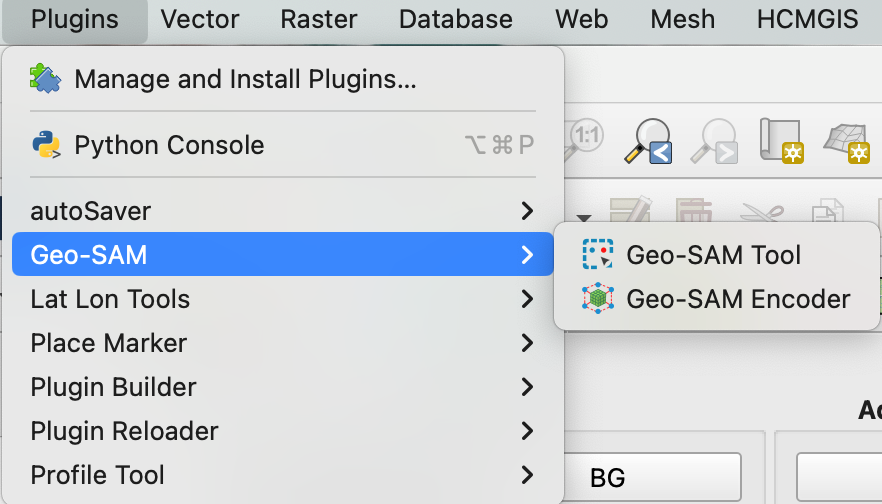 Plugins Vector Raster Database Web Mesh HCMGIS
Manage and Install Plugins...
1:1
Python Console ⌥⌘P
autoSaver
Geo-SAM
Geo-SAM Tool
Lat Lon Tools
Geo-SAM Encoder
Place Marker
Plugin Builder
Plugin Reloader
Profile Tool
BG